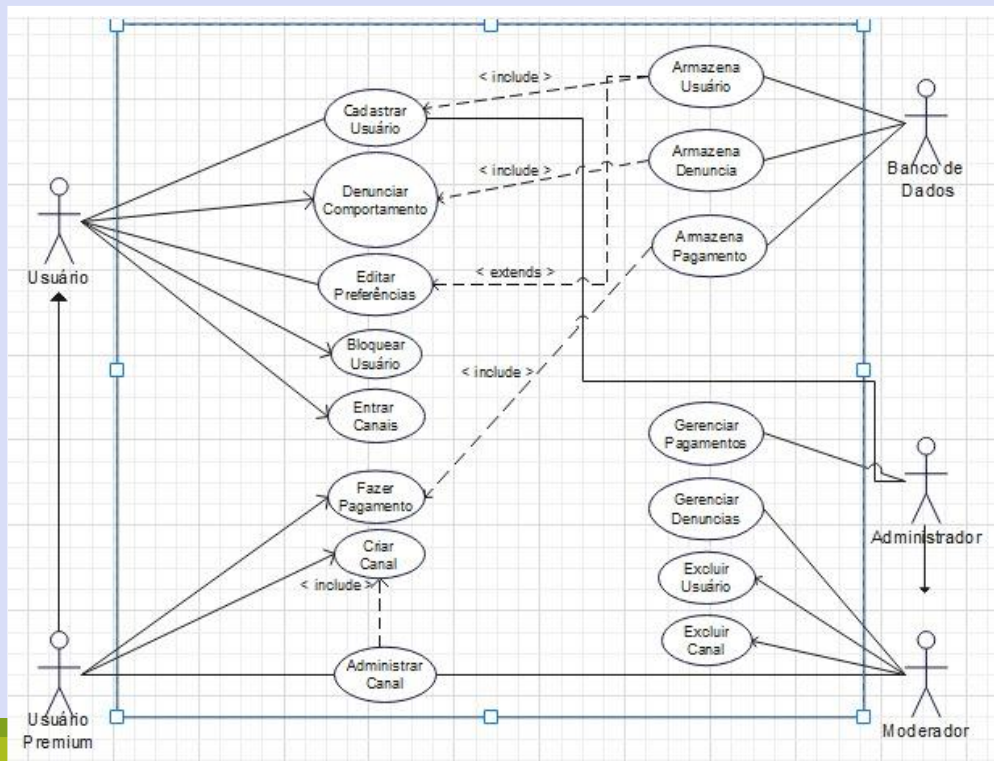 Armazena
Usuário
< include >
Cadastrar
Usuário
Armazena
Denuncia
Banco de
Dados
< include >
Denunciar
Comportamento
Armazena
Pagamento
Usuário
< extends >
Editar
Preferências
Bloquear
Usuário
< include >
Entrar
Canais
Gerenciar
Pagamentos
Fazer
Pagamento
Gerenciar
Denuncias
Administrador
Criar
Canal
< include >
Excluir
Usuário
Excluir
Canal
Administrar
Canal
Usuário
Premium
Moderador